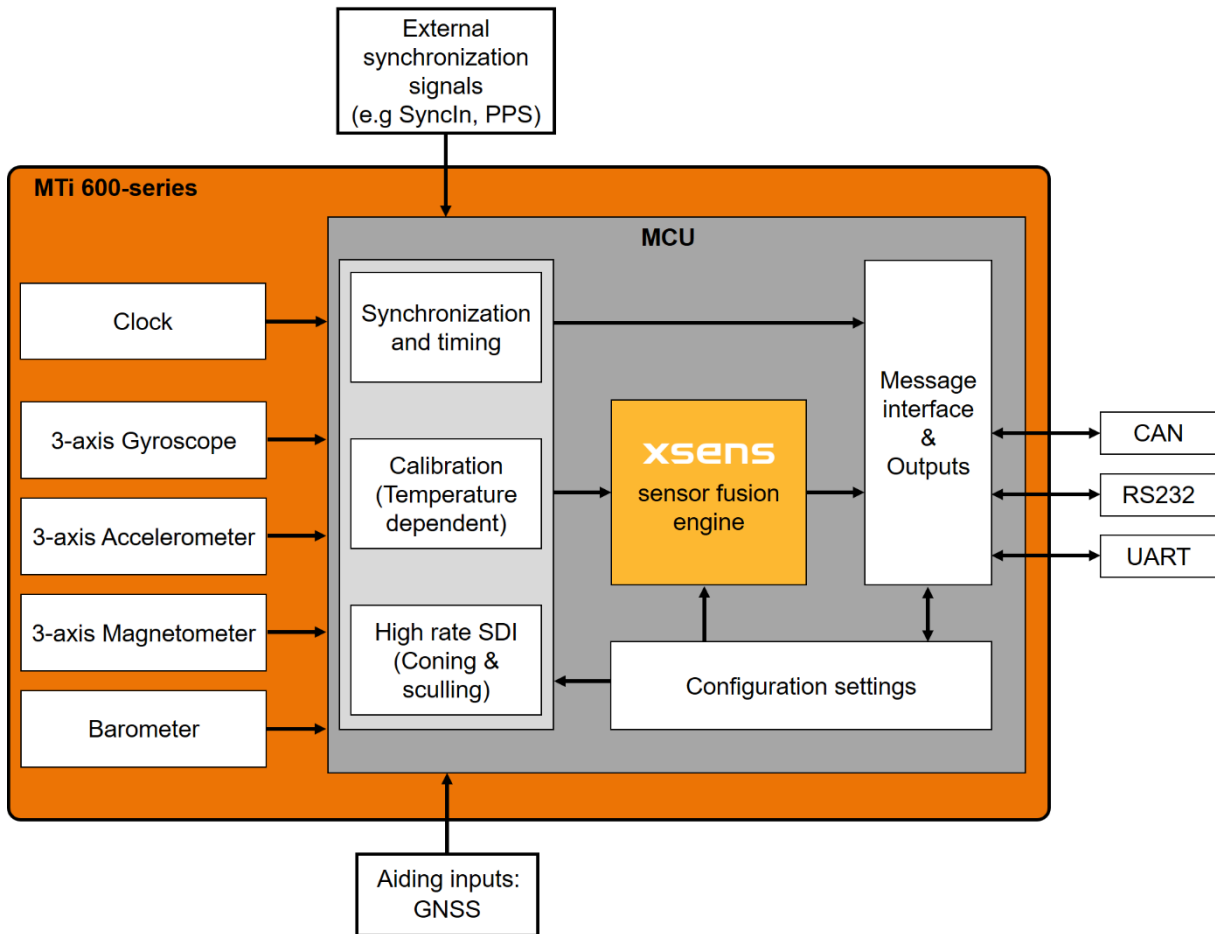 External
synchronization
signals
(e.g SyncIn, PPS)
MTi 600-series
MCU
Clock
3-axis Gyroscope
3-axis Accelerometer
3-axis Magnetometer
Barometer
Synchronization
and timing
Calibration
(Temperature
dependent)
High rate SDI
(Coning &
sculling)
xsens
sensor fusion
engine
Message
interface
&
Outputs
Configuration settings
CAN
RS232
UART
Aiding inputs:
GNSS